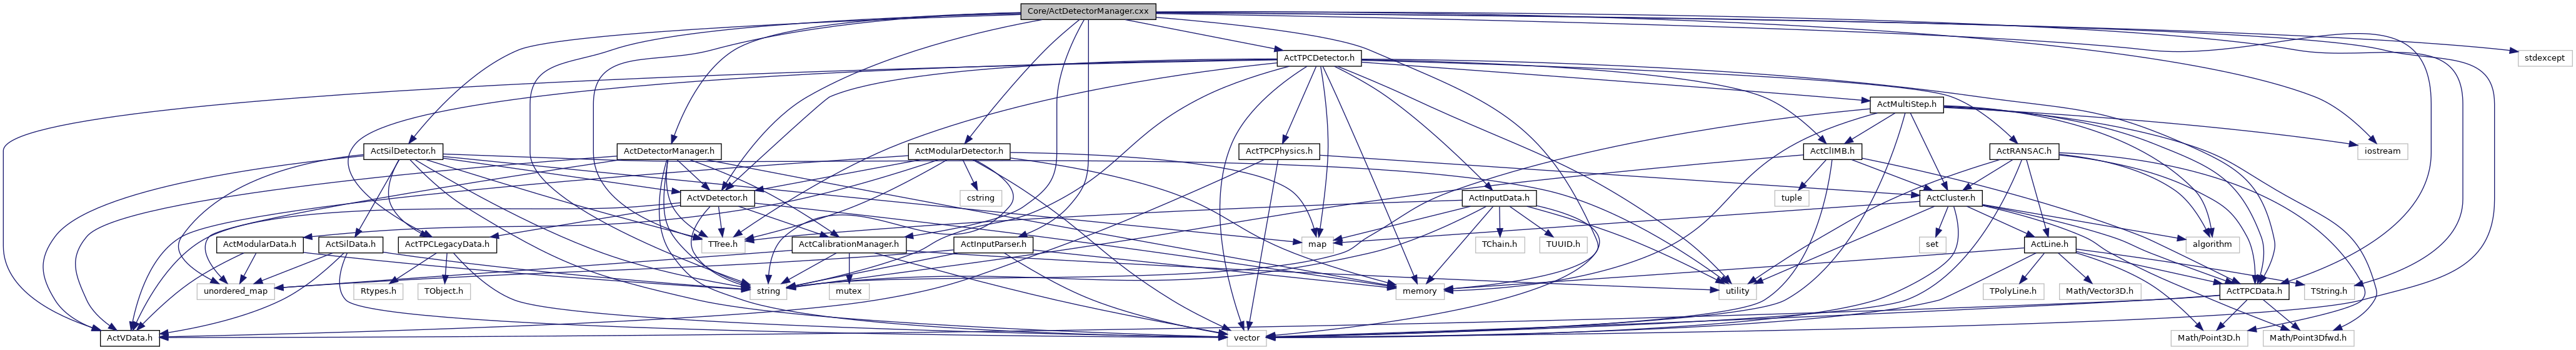 Core/ActDetectorManager.cxx
ActTPCDetector.h
stdexcept
ActMultiStep.h
ActSilDetector.h
ActDetectorManager.h
ActModularDetector.h
ActTPCPhysics.h
ActClIMB.h
ActRANSAC.h
iostream
ActVDetector.h
cstring
ActInputData.h
tuple
ActCluster.h
ActModularData.h
ActSilData.h
ActTPCLegacyData.h
TTree.h
ActCalibrationManager.h
ActInputParser.h
map
TChain.h
TUUID.h
set
ActLine.h
algorithm
unordered_map
Rtypes.h
TObject.h
string
mutex
memory
utility
TPolyLine.h
Math/Vector3D.h
ActTPCData.h
TString.h
ActVData.h
vector
Math/Point3D.h
Math/Point3Dfwd.h